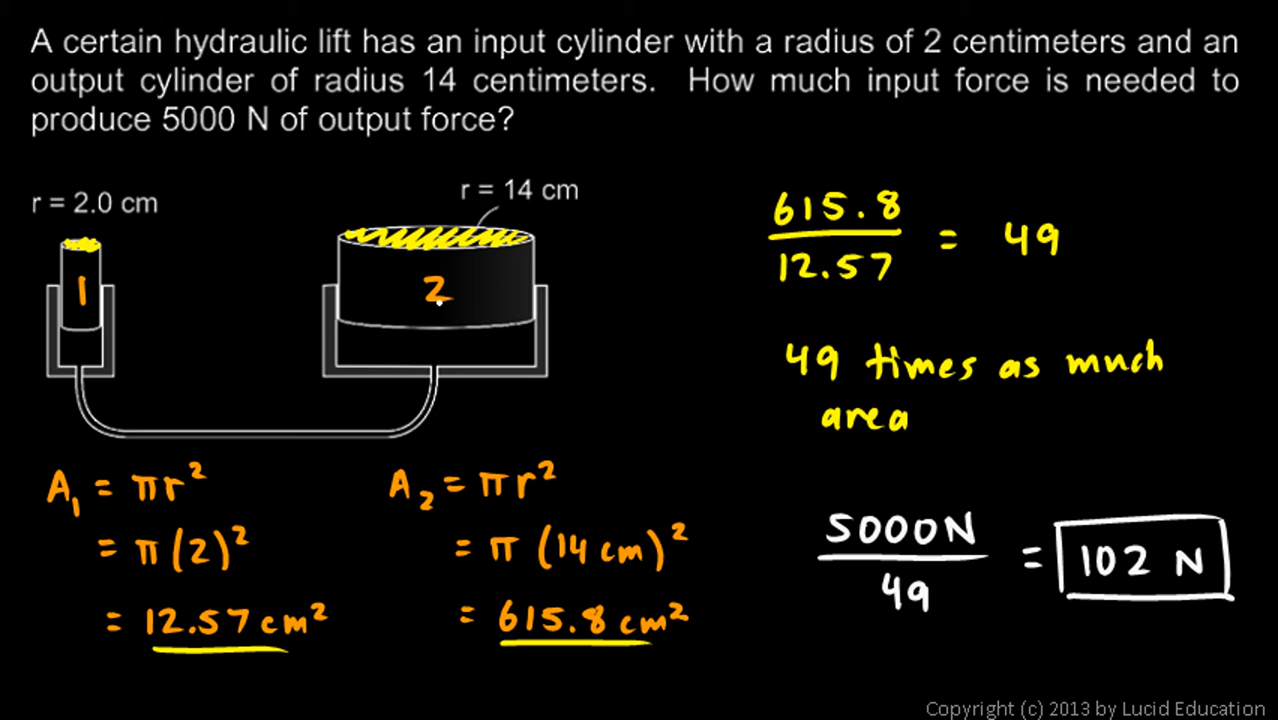 A certain hydraulic lift has an input cylinder with a radius of 2 centimeters and an
output cylinder of radius 14 centimeters. How much input force is needed to
produce 5000 N of output force?
r = 2.0 cm
r = 14 cm
1
2
A₁ = πr²
= π(2)²
= 12.57 cm²
A₂ = πr²
= π (14 cm)²
= 615.8 cm²
615.8
12.57
= 49
49 times as much
area
5000N
49
= 102 N
Copyright (c) 2013 by Lucid Education